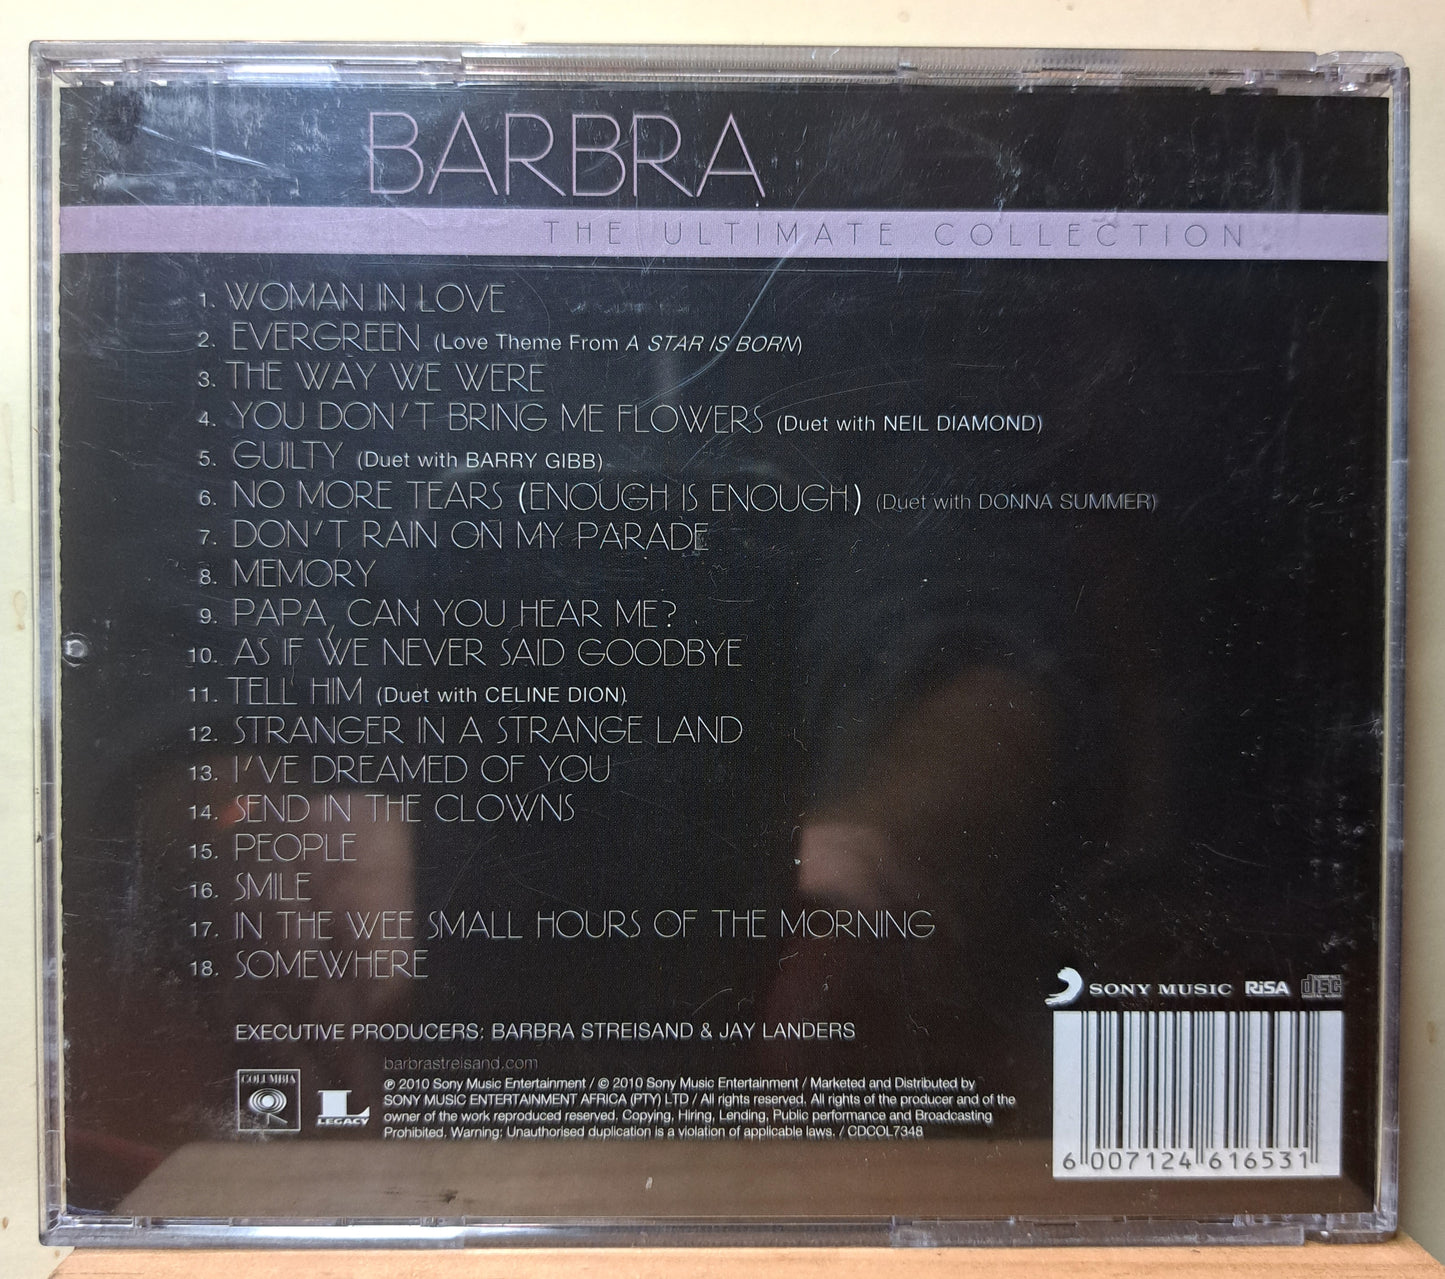 BARBRA
THE ULTIMATE COLLECTION
1. WOMAN IN LOVE
2. EVERGREEN (Love Theme From A STAR IS BORN)
3. THE WAY WE WERE
4. YOU DON'T BRING ME FLOWERS (Duet with NEIL DIAMOND)
5. GUILTY (Duet with BARRY GIBB)
6. NO MORE TEARS (ENOUGH IS ENOUGH) (Duet with DONNA SUMMER)
7. DON'T RAIN ON MY PARADE
8. MEMORY
9. PAPA, CAN YOU HEAR ME?
10. AS IF WE NEVER SAID GOODBYE
11. TELL HIM (Duet with CELINE DION)
12. STRANGER IN A STRANGE LAND
13. I'VE DREAMED OF YOU
14. SEND IN THE CLOWNS
15. PEOPLE
16. SMILE
17. IN THE WEE SMALL HOURS OF THE MORNING
18. SOMEWHERE
SONY MUSIC RiSA COMPACT disc DIGITAL AUDIO
EXECUTIVE PRODUCERS: BARBRA STREISAND & JAY LANDERS
barbrastreisand.com
COLUMBIA
LEGACY
℗ 2010 Sony Music Entertainment / © 2010 Sony Music Entertainment / Marketed and Distributed by
SONY MUSIC ENTERTAINMENT AFRICA (PTY) LTD / All rights reserved. All rights of the producer and of the
owner of the work reproduced reserved. Copying, Hiring, Lending, Public performance and Broadcasting
Prohibited. Warning: Unauthorised duplication is a violation of applicable laws. / CDCOL7348
6 007124 616531